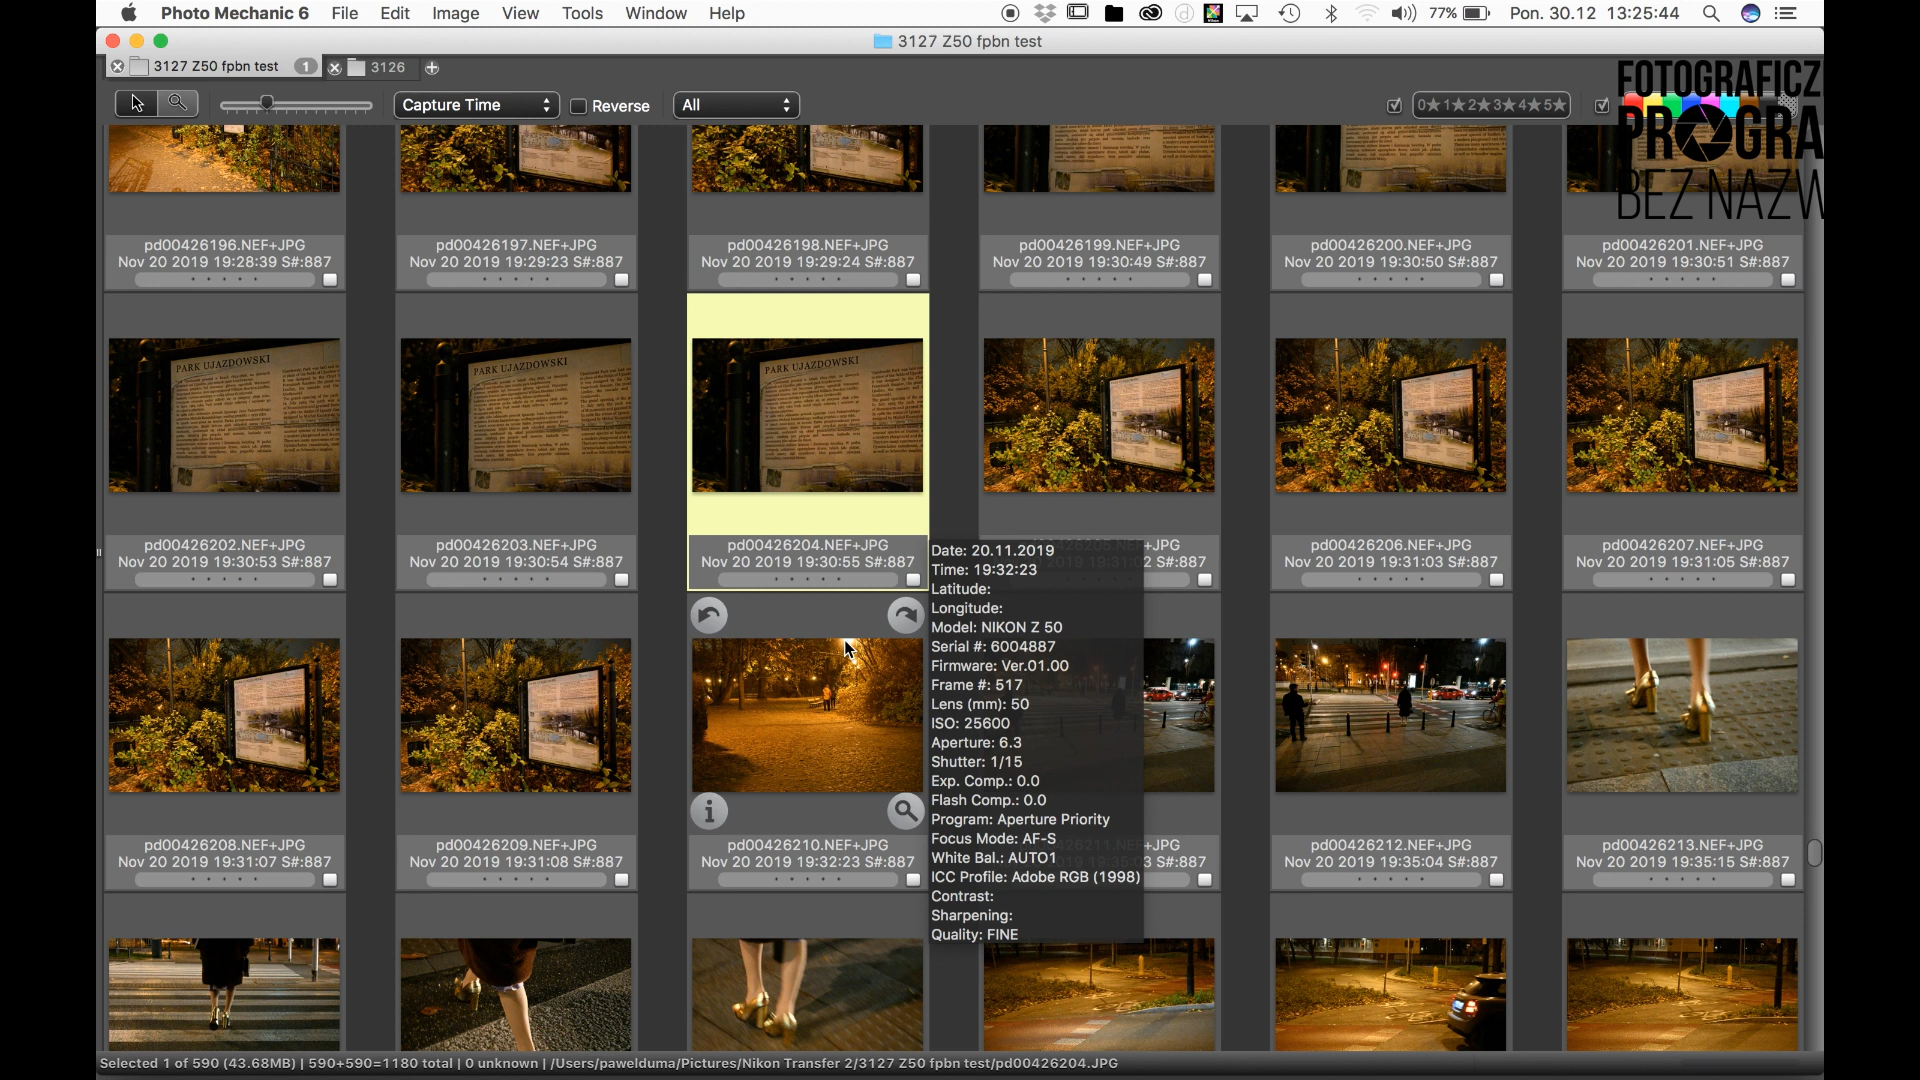 Photo Mechanic 6 File Edit Image View Tools Window Help 77% Pon. 30.12 13:25:44
3127 Z50 fpbn test
3127 Z50 fpbn test 1 3126
Capture Time Reverse All 0★1★2★3★4★5★
FOTOGRAFICZ
PROGRA
BEZ NAZW
pd00426196.NEF+JPG
Nov 20 2019 19:28:39 S#:887
pd00426197.NEF+JPG
Nov 20 2019 19:29:23 S#:887
pd00426198.NEF+JPG
Nov 20 2019 19:29:24 S#:887
pd00426199.NEF+JPG
Nov 20 2019 19:30:49 S#:887
pd00426200.NEF+JPG
Nov 20 2019 19:30:50 S#:887
pd00426201.NEF+JPG
Nov 20 2019 19:30:51 S#:887
PARK UJAZDOWSKI
PARK UJAZDOWSKI
PARK UJAZDOWSKI
pd00426202.NEF+JPG
Nov 20 2019 19:30:53 S#:887
pd00426203.NEF+JPG
Nov 20 2019 19:30:54 S#:887
pd00426204.NEF+JPG
Nov 20 2019 19:30:55 S#:887
pd00426206.NEF+JPG
Nov 20 2019 19:31:03 S#:887
pd00426207.NEF+JPG
Nov 20 2019 19:31:05 S#:887
Date: 20.11.2019
Time: 19:32:23
Latitude:
Longitude:
Model: NIKON Z 50
Serial #: 6004887
Firmware: Ver.01.00
Frame #: 517
Lens (mm): 50
ISO: 25600
Aperture: 6.3
Shutter: 1/15
Exp. Comp.: 0.0
Flash Comp.: 0.0
Program: Aperture Priority
Focus Mode: AF-S
White Bal.: AUTO1
ICC Profile: Adobe RGB (1998)
Contrast:
Sharpening:
Quality: FINE
pd00426208.NEF+JPG
Nov 20 2019 19:31:07 S#:887
pd00426209.NEF+JPG
Nov 20 2019 19:31:08 S#:887
pd00426210.NEF+JPG
Nov 20 2019 19:32:23 S#:887
pd00426212.NEF+JPG
Nov 20 2019 19:35:04 S#:887
pd00426213.NEF+JPG
Nov 20 2019 19:35:15 S#:887
Selected 1 of 590 (43.68MB) | 590+590=1180 total | 0 unknown | /Users/pawelduma/Pictures/Nikon Transfer 2/3127 Z50 fpbn test/pd00426204.JPG